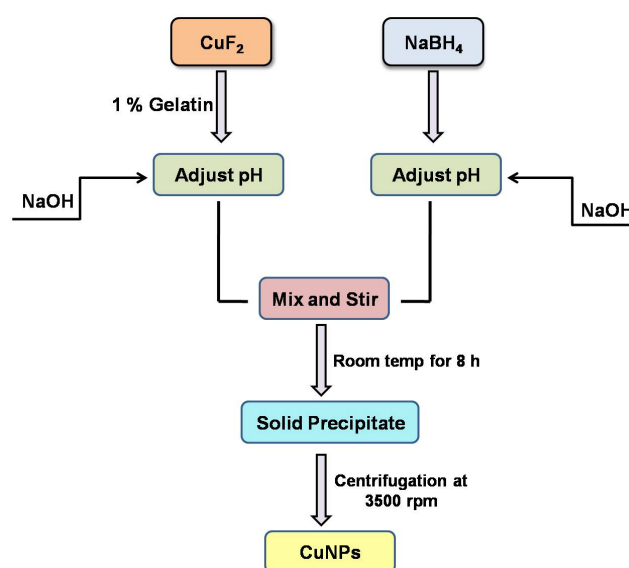 CuF₂
NaBH₄
1 % Gelatin
Adjust pH
Adjust pH
NaOH
NaOH
Mix and Stir
Room temp for 8 h
Solid Precipitate
Centrifugation at
3500 rpm
CuNPs